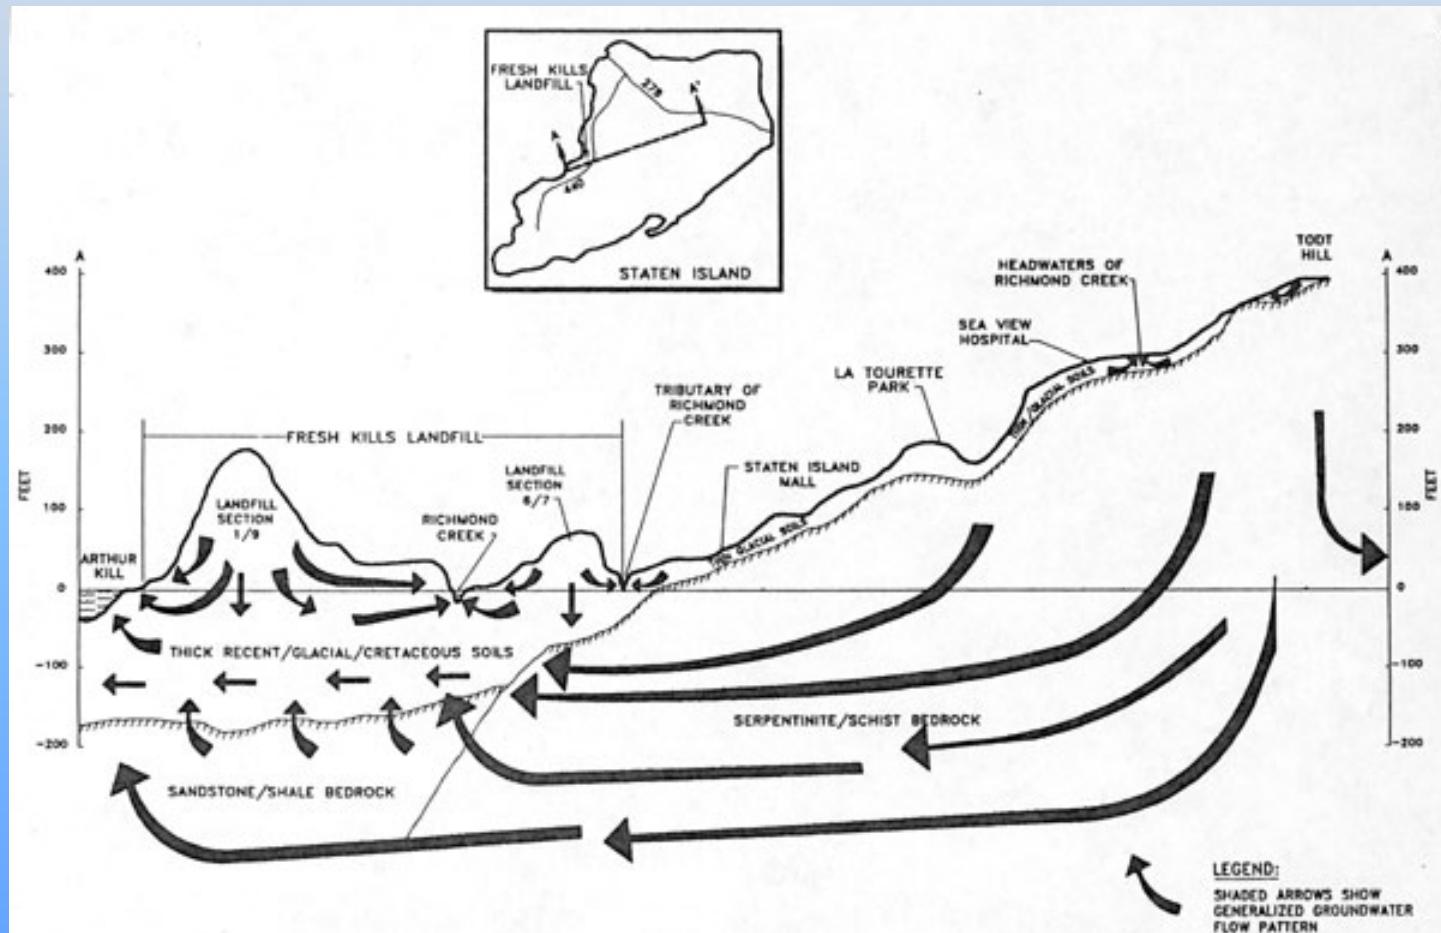 FRESH KILLS
LANDFILL
278
A'
A
440
STATEN ISLAND
TODT
HILL
HEADWATERS OF
RICHMOND CREEK
A
A
400
400
SEA VIEW
HOSPITAL
300
300
THIN GLACIAL SOILS
LA TOURETTE
PARK
TRIBUTARY OF
RICHMOND
CREEK
200
200
FRESH KILLS LANDFILL
LANDFILL
SECTION
6/7
STATEN ISLAND
MALL
FEET
FEET
LANDFILL
SECTION
1/9
100
100
RICHMOND
CREEK
THIN GLACIAL SOILS
ARTHUR
KILL
0
0
THICK RECENT/GLACIAL/CRETACEOUS SOILS
-100
-100
SERPENTINITE/SCHIST BEDROCK
-200
-200
SANDSTONE/SHALE BEDROCK
LEGEND:
SHADED ARROWS SHOW
GENERALIZED GROUNDWATER
FLOW PATTERN